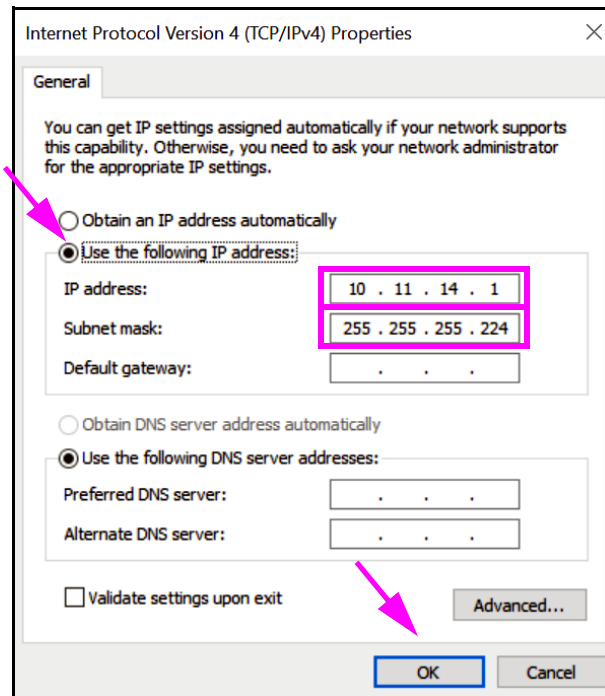 Internet Protocol Version 4 (TCP/IPv4) Properties
General
You can get IP settings assigned automatically if your network supports
this capability. Otherwise, you need to ask your network administrator
for the appropriate IP settings.
Obtain an IP address automatically
Use the following IP address:
IP address: 10 . 11 . 14 . 1
Subnet mask: 255 . 255 . 255 . 224
Default gateway: . . .
Obtain DNS server address automatically
Use the following DNS server addresses:
Preferred DNS server: . . .
Alternate DNS server: . . .
Validate settings upon exit
Advanced...
OK Cancel